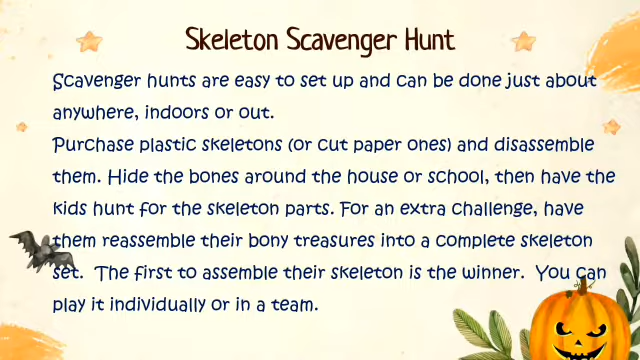 Skeleton Scavenger Hunt
Scavenger hunts are easy to set up and can be done just about
anywhere, indoors or out.
Purchase plastic skeletons (or cut paper ones) and disassemble
them. Hide the bones around the house or school, then have the
kids hunt for the skeleton parts. For an extra challenge, have
them reassemble their bony treasures into a complete skeleton
set.  The first to assemble their skeleton is the winner.  You can
play it individually or in a team.